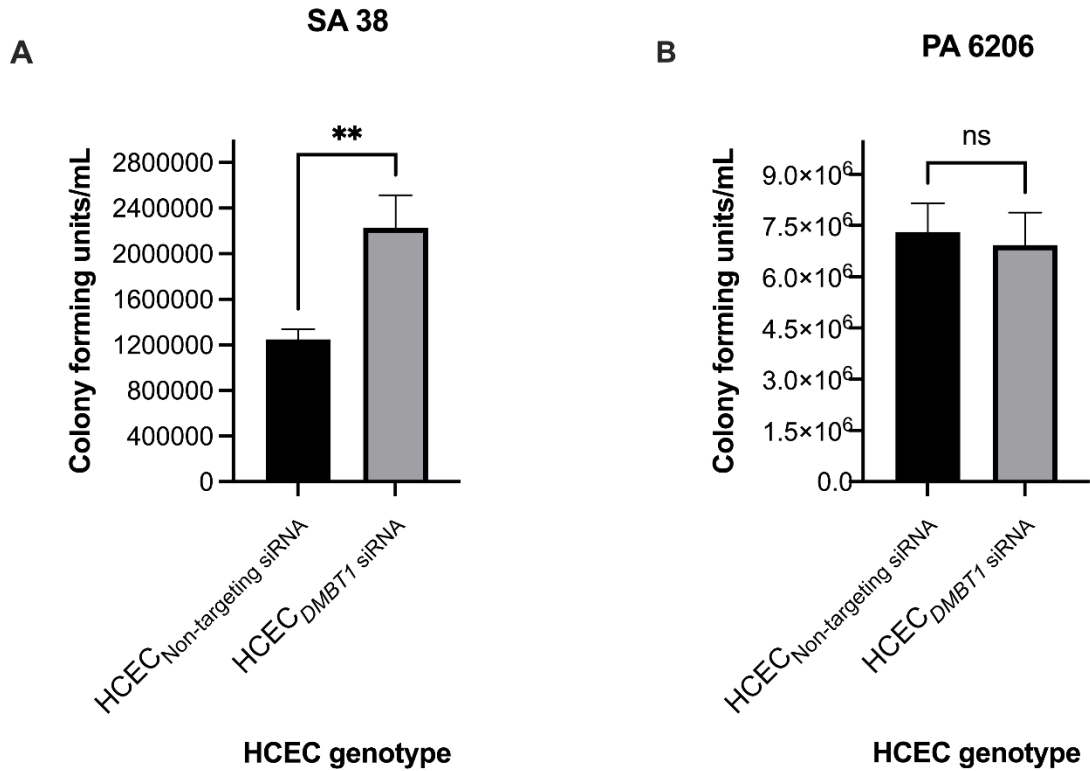 A
SA 38
**
Colony forming units/mL
2800000
2400000
2000000
1600000
1200000
800000
400000
0
HCEC Non-targeting siRNA
HCEC DMBT1 siRNA
HCEC genotype
B
PA 6206
ns
Colony forming units/mL
9.0×10⁶
7.5×10⁶
6.0×10⁶
4.5×10⁶
3.0×10⁶
1.5×10⁶
0.0
HCEC Non-targeting siRNA
HCEC DMBT1 siRNA
HCEC genotype